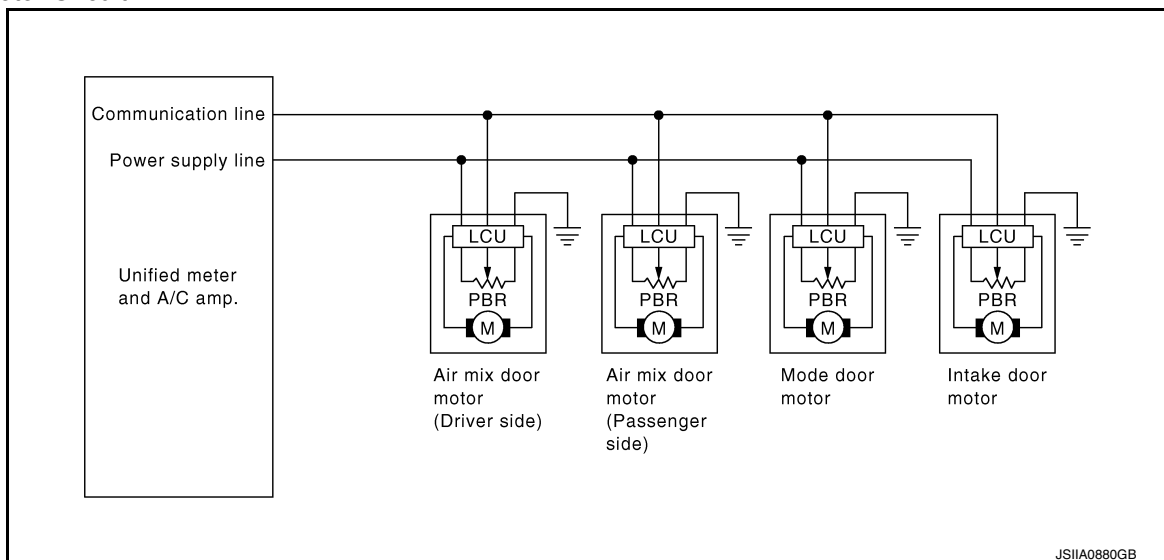 Communication line
Power supply line
Unified meter
and A/C amp.
LCU
PBR
M
LCU
PBR
M
LCU
PBR
M
LCU
PBR
M
Air mix door
motor
(Driver side)
Air mix door
motor
(Passenger
side)
Mode door
motor
Intake door
motor
JSIIA0880GB